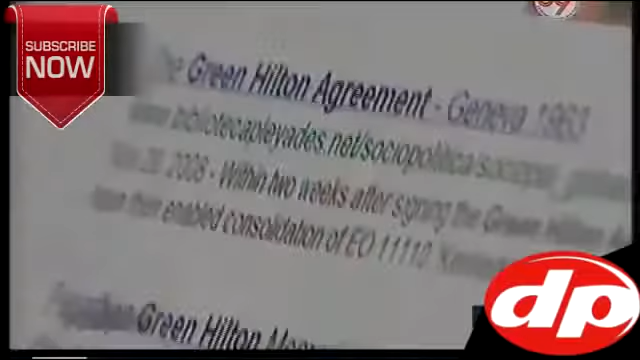 SUBSCRIBE
NOW
Green Hilton Agreement - Geneva 1963
www.bibliotecapleyades.net/sociopolitica/
2008 - Within two weeks after signing the Green Hilton
then enabled consolidation of EO 11110
Green Hilton
dp